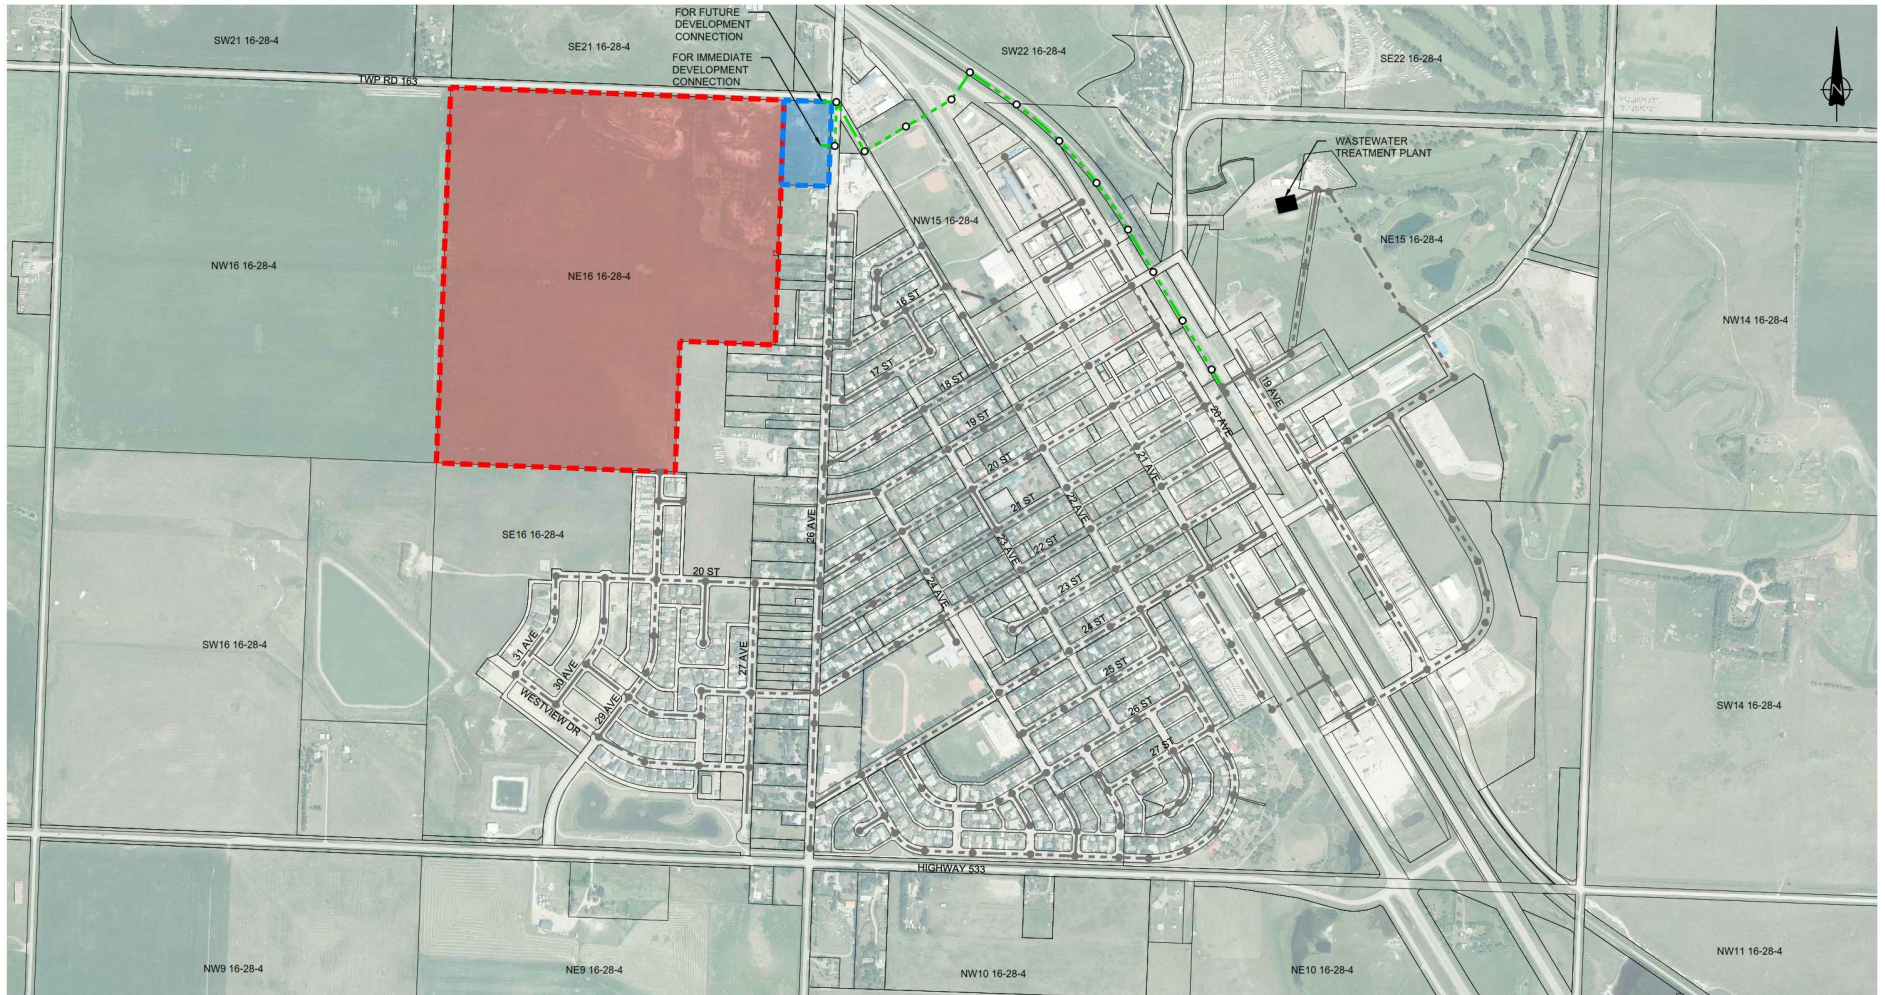 FOR FUTURE
DEVELOPMENT
CONNECTION
FOR IMMEDIATE
DEVELOPMENT
CONNECTION
SW21 16-28-4
SE21 16-28-4
SW22 16-28-4
SE22 16-28-4
TWP RD 163
N
WASTEWATER
TREATMENT PLANT
NW15 16-28-4
NE15 16-28-4
NW16 16-28-4
NE16 16-28-4
NW14 16-28-4
16 ST
17 ST
18 ST
19 ST
20 ST
21 ST
22 ST
23 ST
24 ST
25 ST
26 ST
27 ST
19 AVE
20 AVE
21 AVE
22 AVE
23 AVE
24 AVE
26 AVE
SE16 16-28-4
20 ST
27 AVE
31 AVE
30 AVE
29 AVE
WESTVIEW DR
SW16 16-28-4
SW14 16-28-4
HIGHWAY 533
NW9 16-28-4
NE9 16-28-4
NW10 16-28-4
NE10 16-28-4
NW11 16-28-4